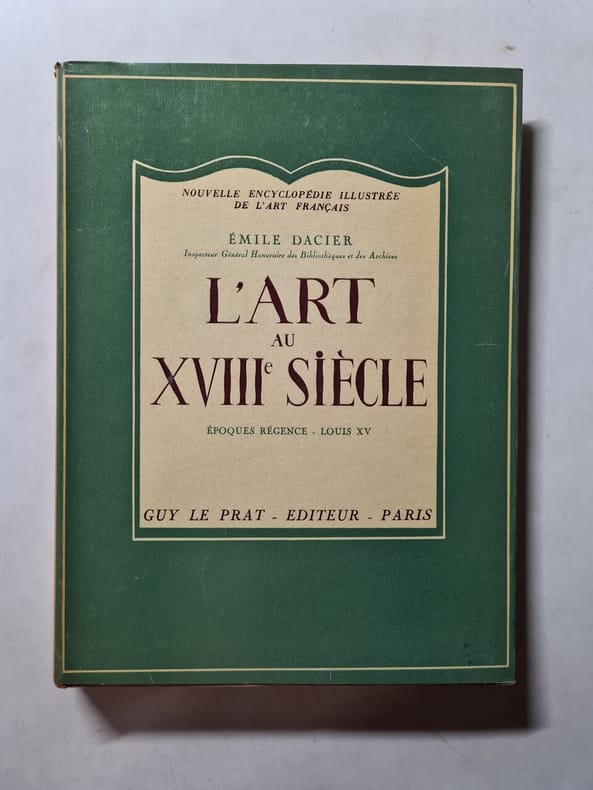 NOUVELLE ENCYCLOPÉDIE ILLUSTRÉE
DE L'ART FRANÇAIS
ÉMILE DACIER
Inspecteur Général Honoraire des Bibliothèques et des Archives
L'ART
AU
XVIIIe SIÈCLE
ÉPOQUES RÉGENCE - LOUIS XV
GUY LE PRAT - EDITEUR - PARIS